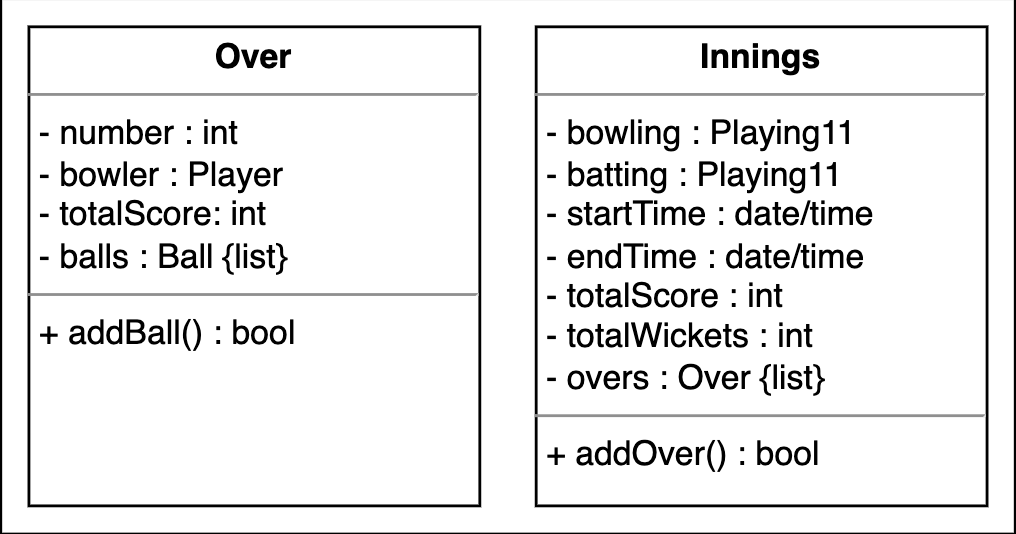 Over
- number : int
- bowler : Player
- totalScore: int
- balls : Ball {list}
+ addBall() : bool
Innings
- bowling : Playing11
- batting : Playing11
- startTime : date/time
- endTime : date/time
- totalScore : int
- totalWickets : int
- overs : Over {list}
+ addOver() : bool